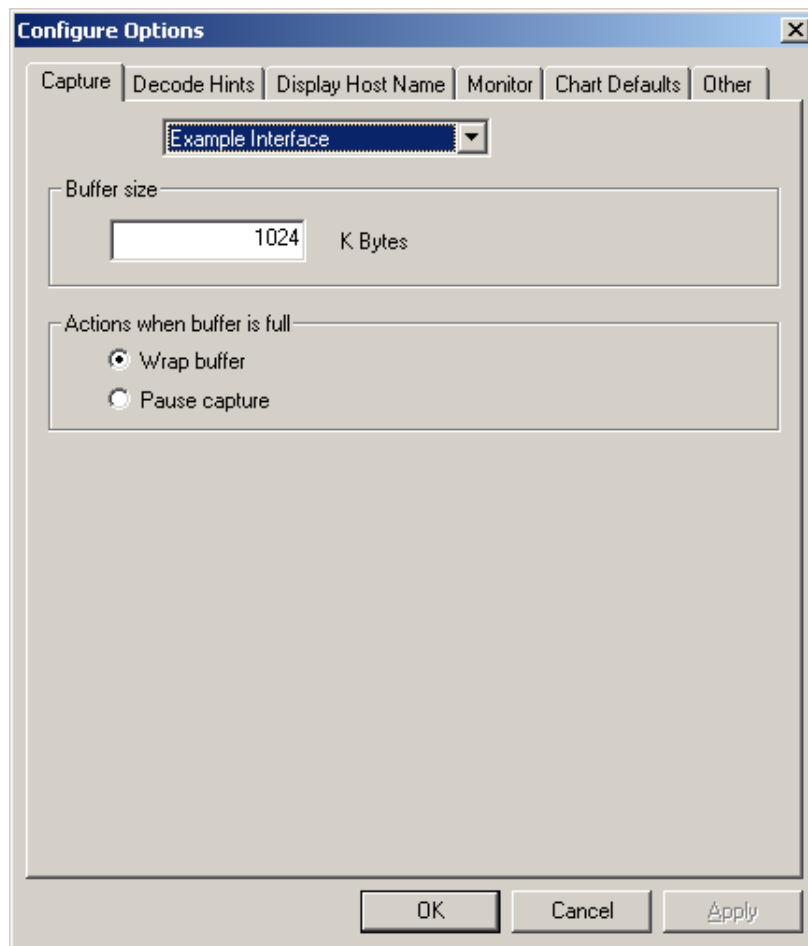 Configure Options
Capture Decode Hints Display Host Name Monitor Chart Defaults Other
Example Interface
Buffer size
1024 K Bytes
Actions when buffer is full
Wrap buffer
Pause capture
OK Cancel Apply